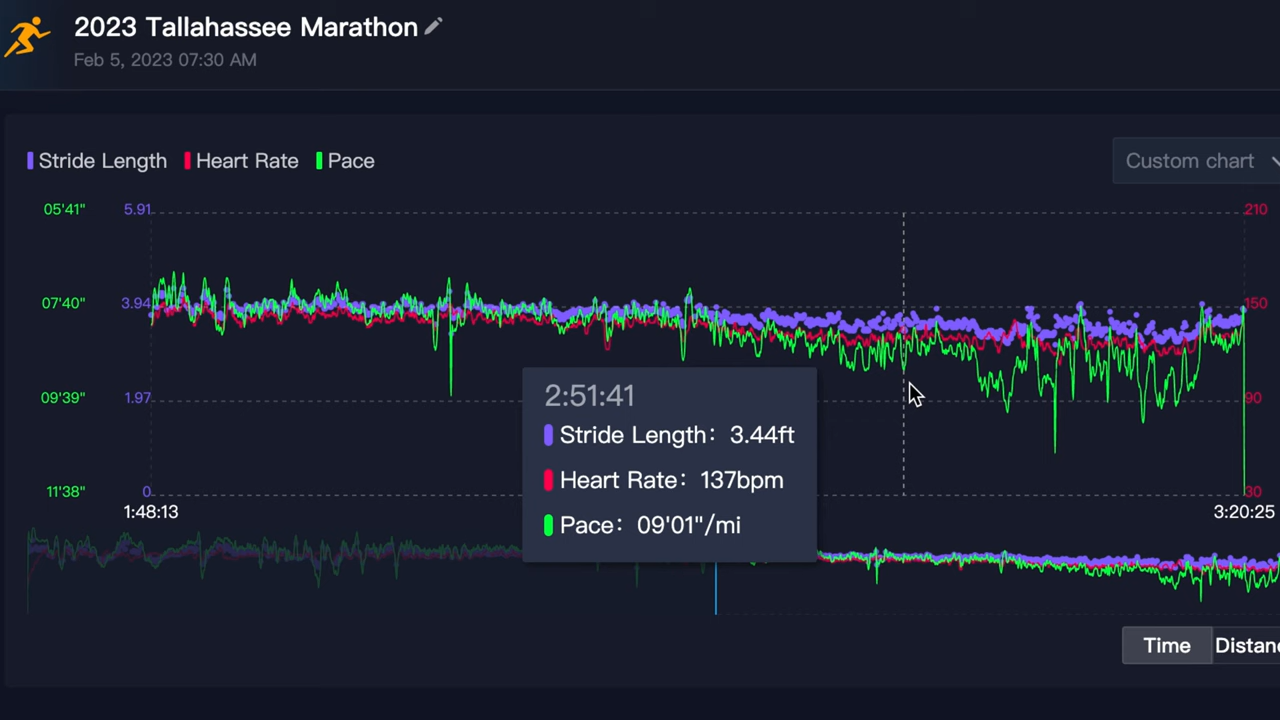 2023 Tallahassee Marathon
Feb 5, 2023 07:30 AM
Stride Length Heart Rate Pace
Custom chart
05'41" 5.91 210
07'40" 3.94 150
09'39" 1.97 90
11'38" 0 30
1:48:13 3:20:25
2:51:41
Stride Length: 3.44ft
Heart Rate: 137bpm
Pace: 09'01"/mi
Time Distanc